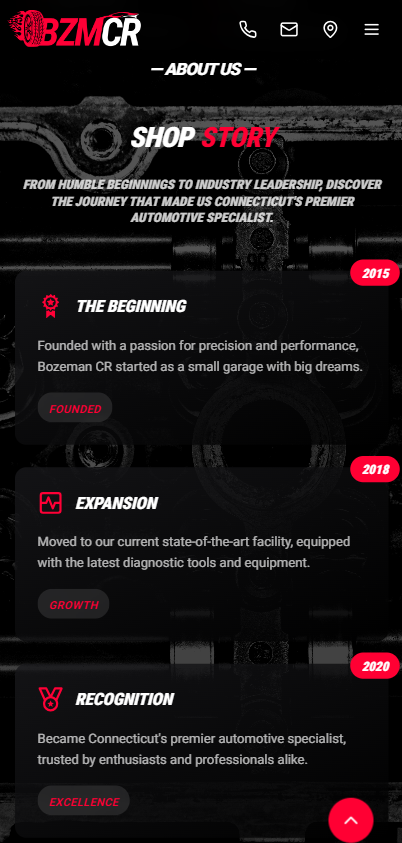 BZMCR
— ABOUT US —
SHOP STORY
FROM HUMBLE BEGINNINGS TO INDUSTRY LEADERSHIP, DISCOVER
THE JOURNEY THAT MADE US CONNECTICUT'S PREMIER
AUTOMOTIVE SPECIALIST.
2015
THE BEGINNING
Founded with a passion for precision and performance,
Bozeman CR started as a small garage with big dreams.
FOUNDED
2018
EXPANSION
Moved to our current state-of-the-art facility, equipped
with the latest diagnostic tools and equipment.
GROWTH
2020
RECOGNITION
Became Connecticut's premier automotive specialist,
trusted by enthusiasts and professionals alike.
EXCELLENCE